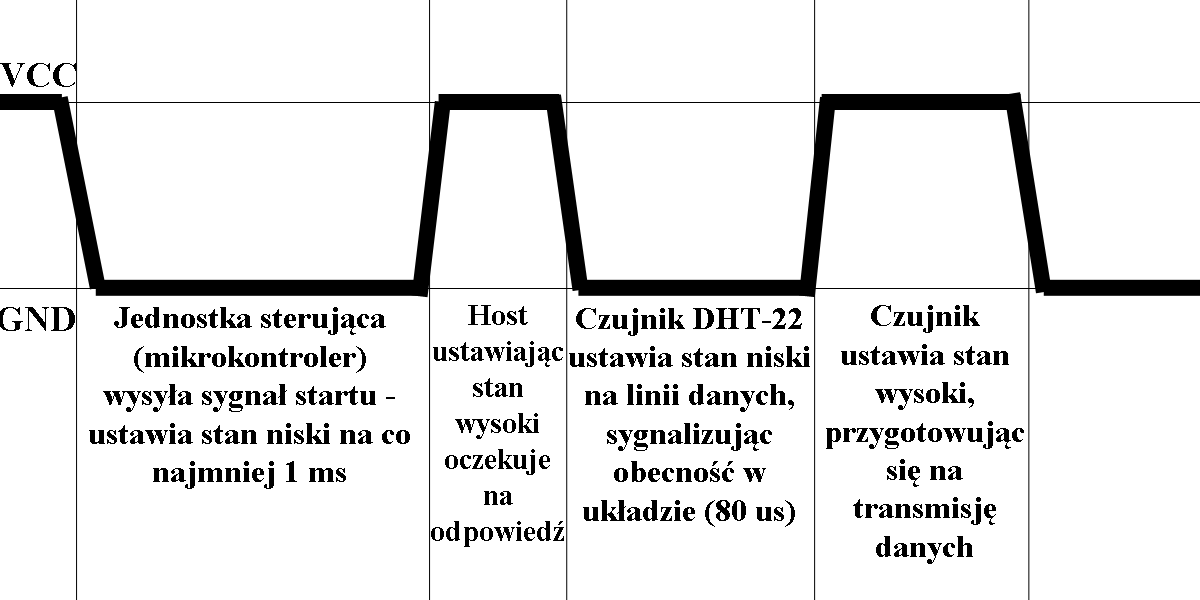 VCC
GND
Jednostka sterująca
(mikrokontroler)
wysyła sygnał startu -
ustawia stan niski na co
najmniej 1 ms
Host
ustawiając
stan
wysoki
oczekuje
na
odpowiedź
Czujnik DHT-22
ustawia stan niski
na linii danych,
sygnalizując
obecność w
układzie (80 us)
Czujnik
ustawia stan
wysoki,
przygotowując
się na
transmisję
danych